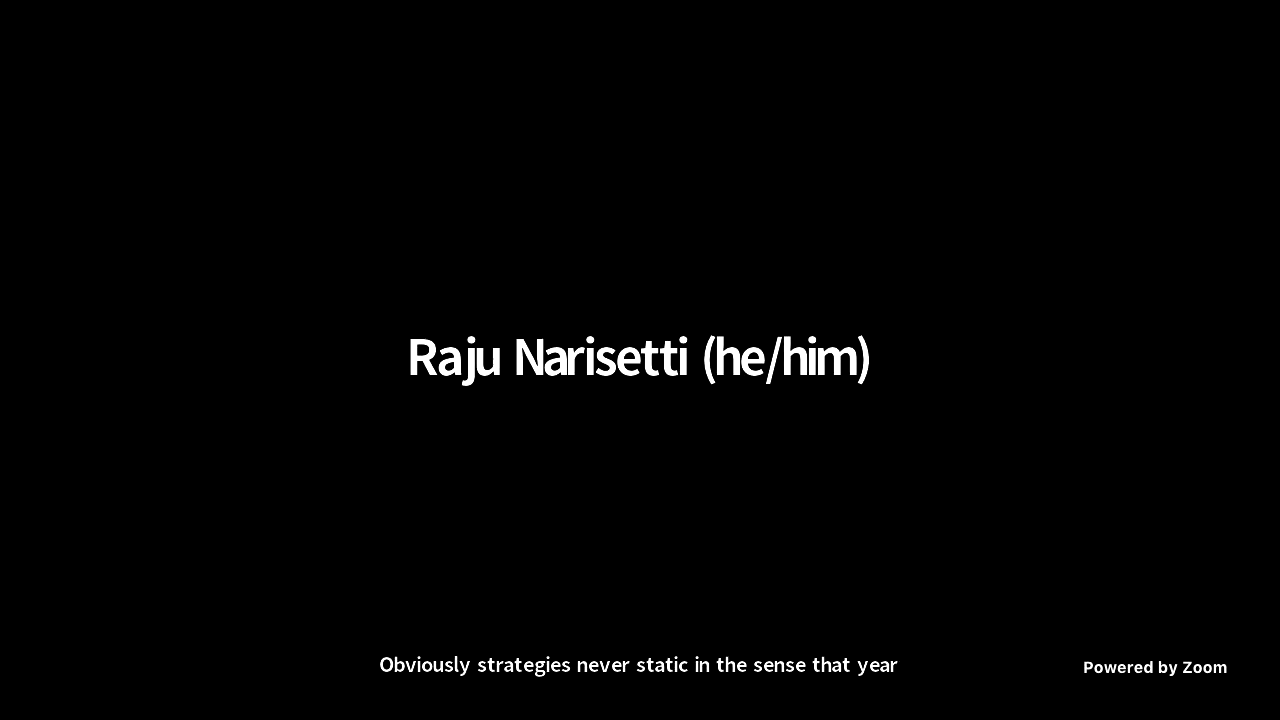 Raju Narisetti (he/him)
Obviously strategies never static in the sense that year
Powered by Zoom